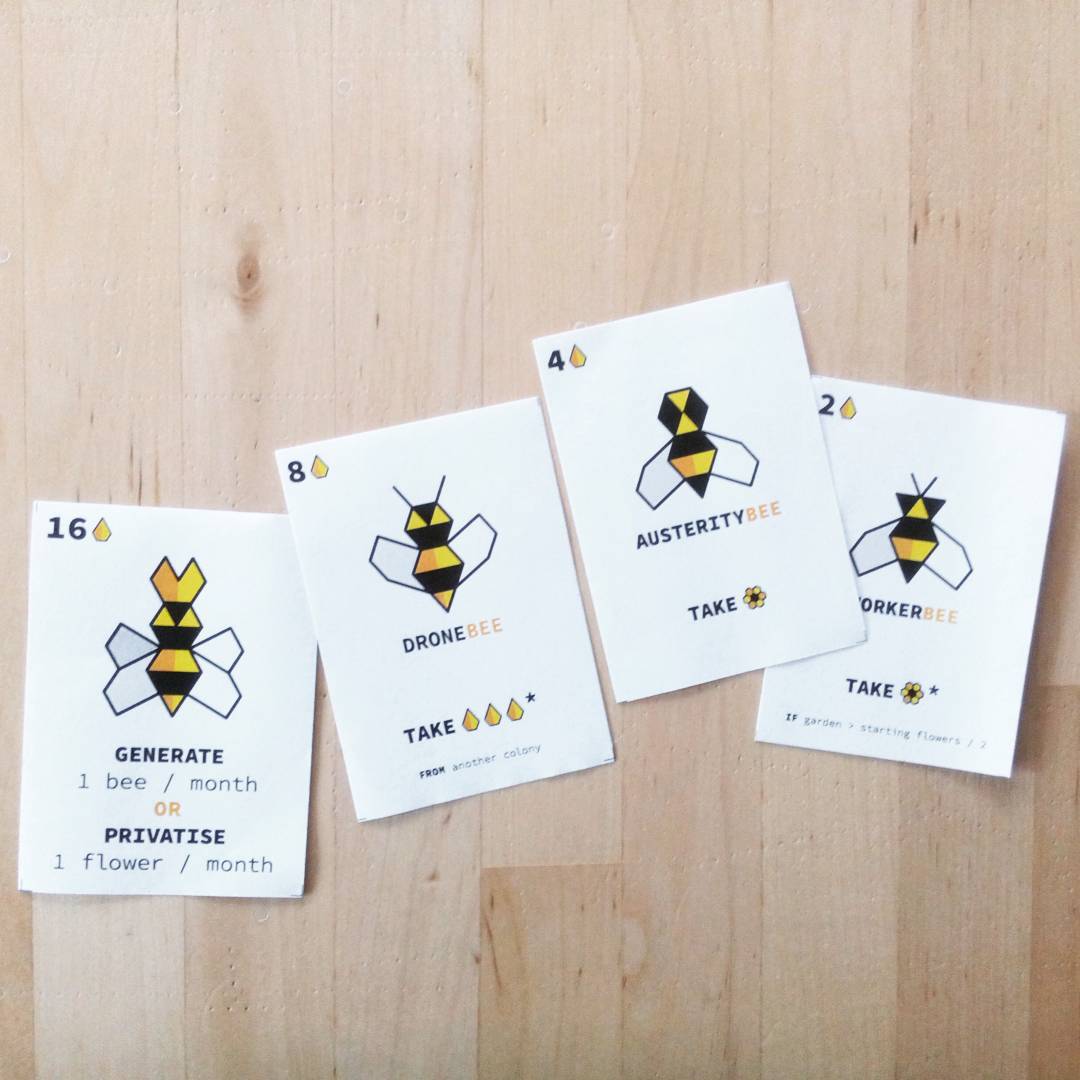 16
GENERATE
1 bee / month
OR
PRIVATISE
1 flower / month
8
DRONEBEE
TAKE *
FROM another colony
4
AUSTERITYBEE
TAKE
2
ORKERBEE
TAKE *
IF garden > starting flowers / 2